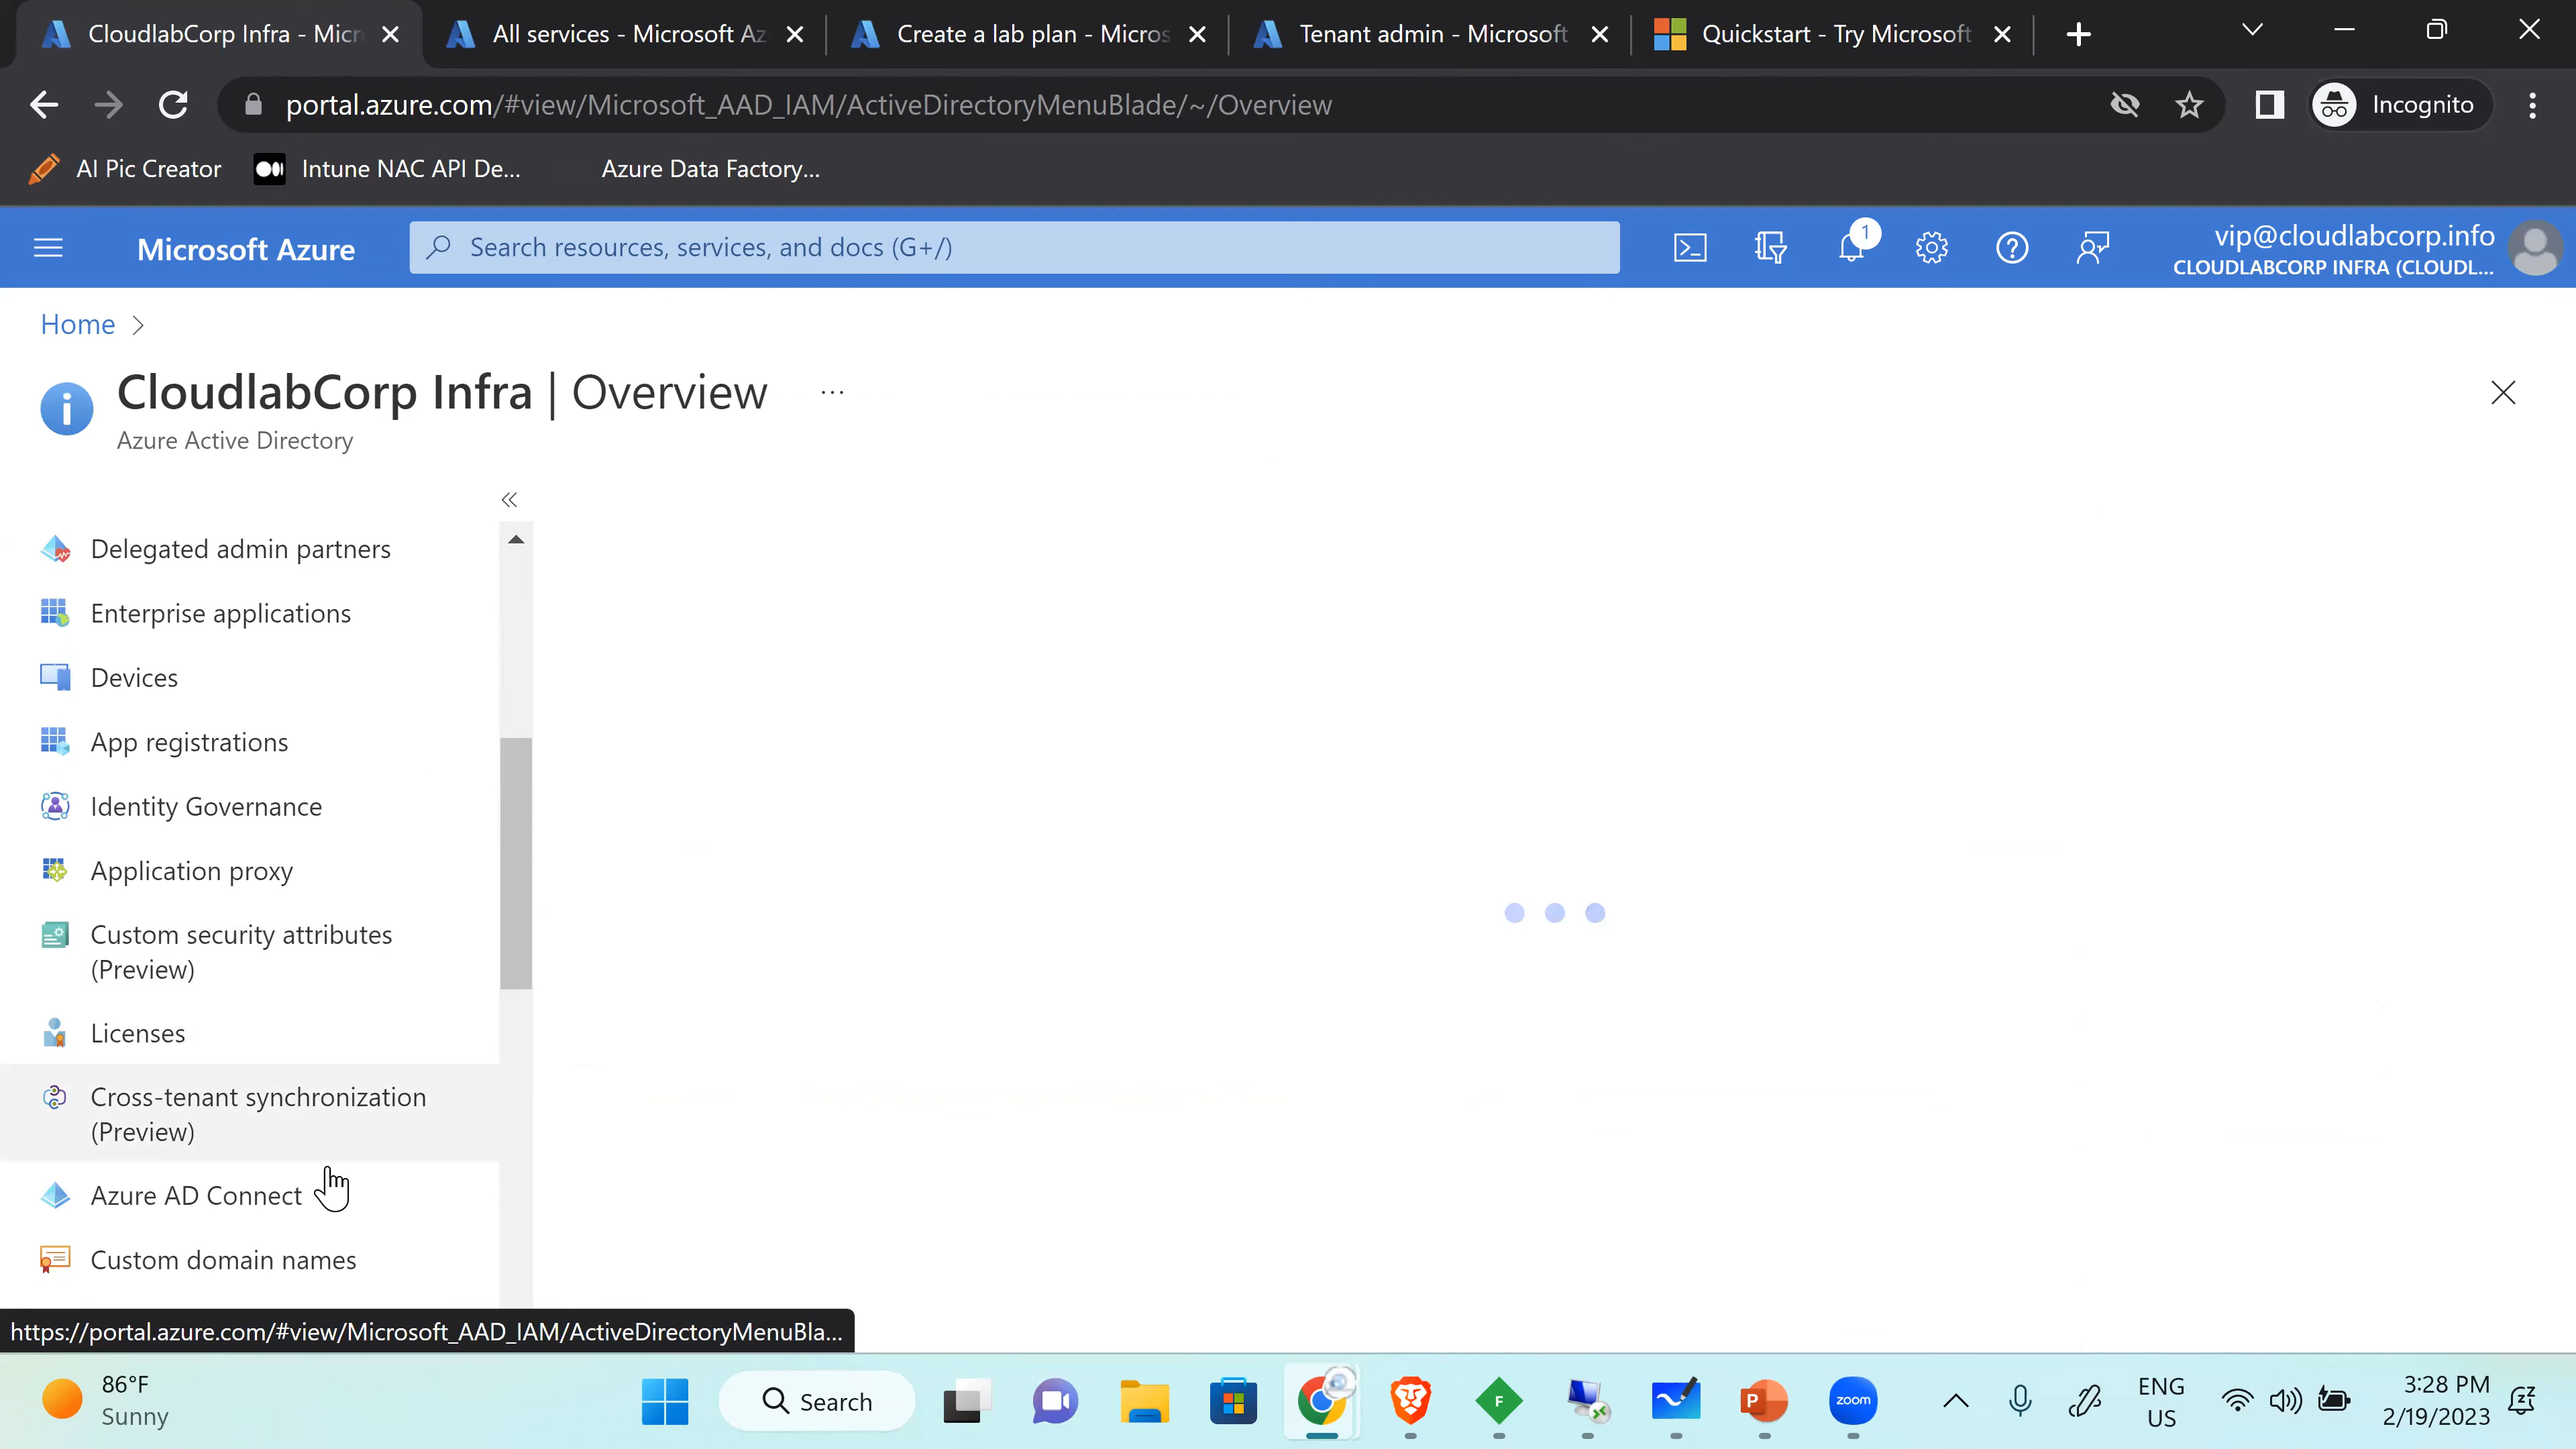 CloudlabCorp Infra - Micr
All services - Microsoft Az
Create a lab plan - Micros
Tenant admin - Microsoft
Quickstart - Try Microsoft
portal.azure.com/#view/Microsoft_AAD_IAM/ActiveDirectoryMenuBlade/~/Overview
Incognito
AI Pic Creator
Intune NAC API De...
Azure Data Factory...
Microsoft Azure
Search resources, services, and docs (G+/)
1
vip@cloudlabcorp.info
CLOUDLABCORP INFRA (CLOUDL...
Home >
CloudlabCorp Infra | Overview ...
Azure Active Directory
Delegated admin partners
Enterprise applications
Devices
App registrations
Identity Governance
Application proxy
Custom security attributes
(Preview)
Licenses
Cross-tenant synchronization
(Preview)
Azure AD Connect
Custom domain names
https://portal.azure.com/#view/Microsoft_AAD_IAM/ActiveDirectoryMenuBla...
86°F
Sunny
Search
F
P
zoom
ENG
US
3:28 PM
2/19/2023